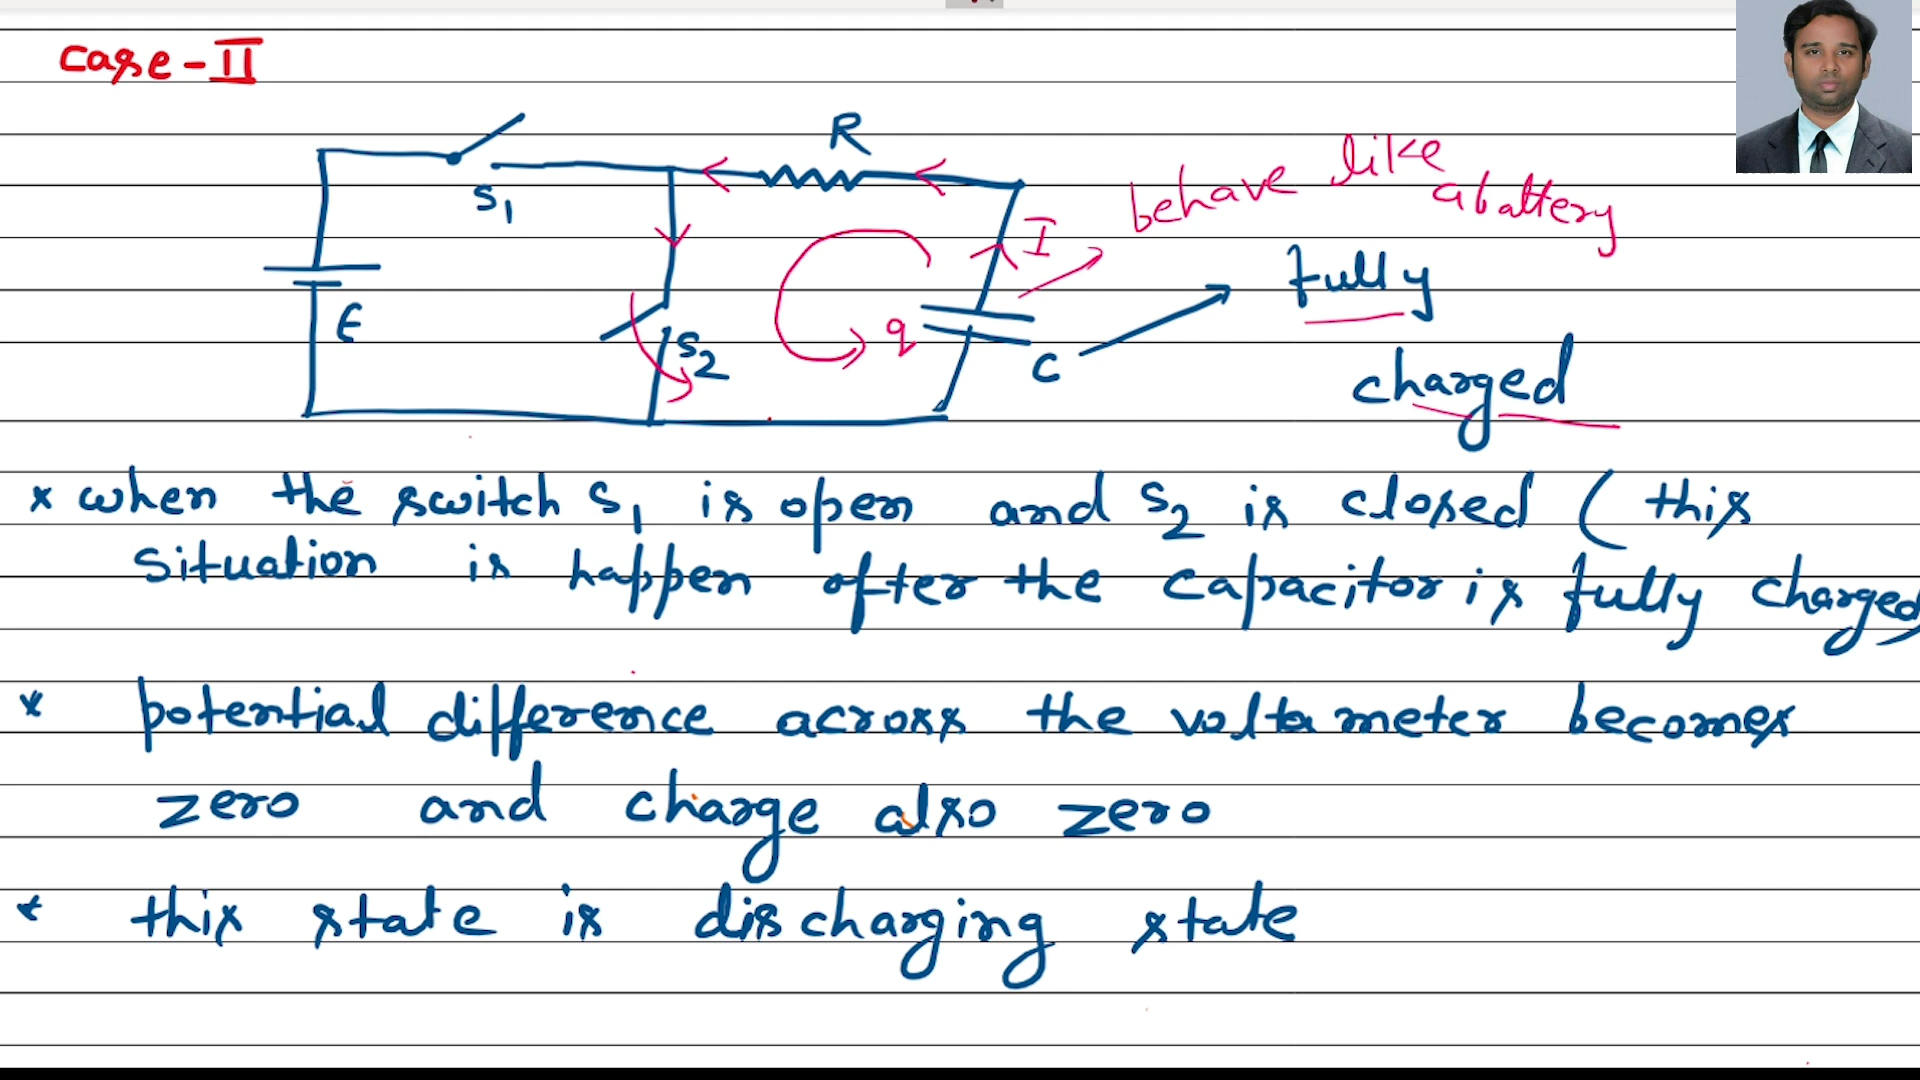 Case-II
R
behave like
a battery
S1
I
fully
E
q
S2
C
charged
* when the switch S1 is open and S2 is closed ( this
situation is happen after the capacitor is fully charged)
* potential difference across the voltameter becomes
zero and charge also zero
* this state is discharging state